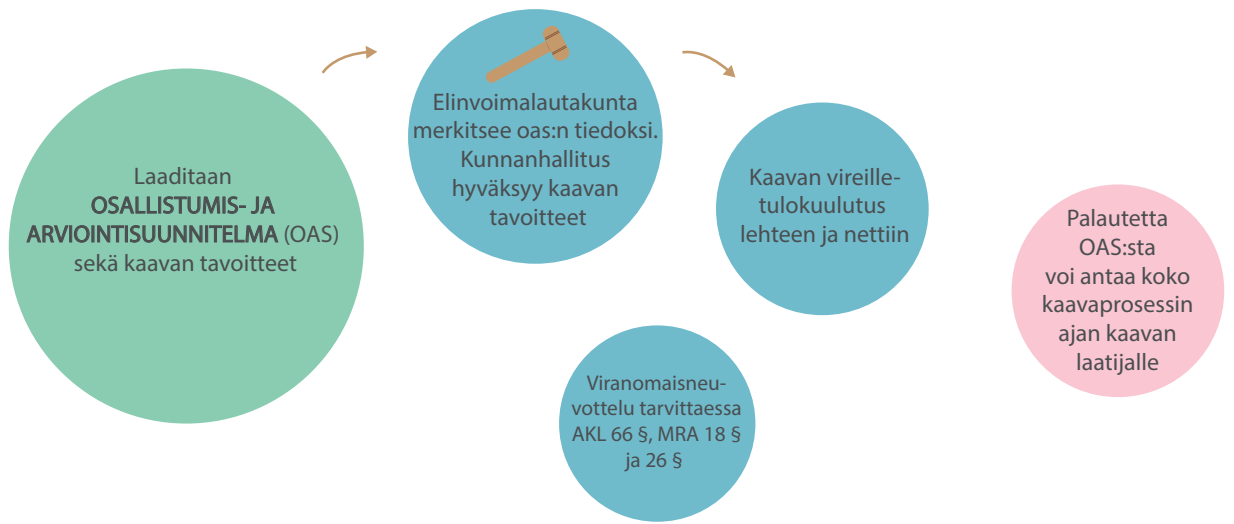 Laaditaan
OSALLISTUMIS- JA
ARVIOINTISUUNNITELMA (OAS)
sekä kaavan tavoitteet
Elinvoimalautakunta
merkitsee oas:n tiedoksi.
Kunnanhallitus
hyväksyy kaavan
tavoitteet
Kaavan vireille-
tulokuulutus
lehteen ja nettiin
Viranomaisneu-
vottelu tarvittaessa
AKL 66 §, MRA 18 §
ja 26 §
Palautetta
OAS:sta
voi antaa koko
kaavaprosessin
ajan kaavan
laatijalle